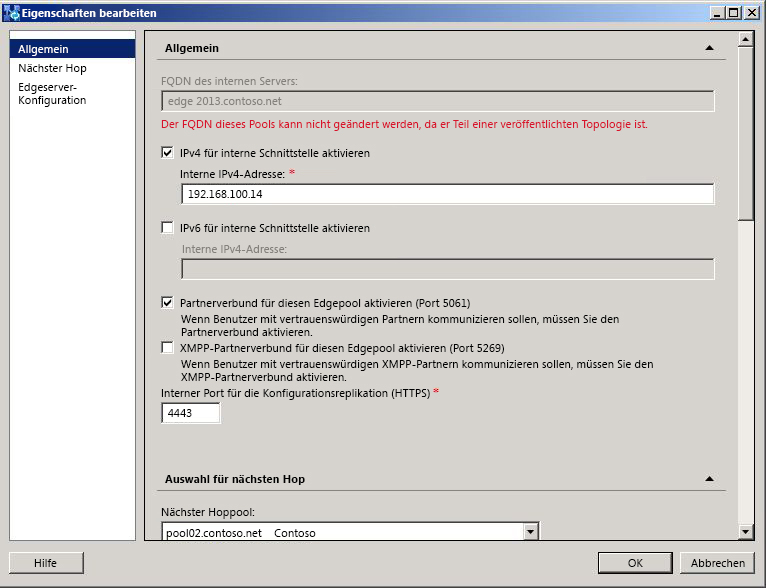 Eigenschaften bearbeiten
Allgemein
Nächster Hop
Edgeserver-
Konfiguration
Allgemein
FQDN des internen Servers:
edge 2013.contoso.net
Der FQDN dieses Pools kann nicht geändert werden, da er Teil einer veröffentlichten Topologie ist.
IPv4 für interne Schnittstelle aktivieren
Interne IPv4-Adresse: *
192.168.100.14
IPv6 für interne Schnittstelle aktivieren
Interne IPv4-Adresse:
Partnerverbund für diesen Edgepool aktivieren (Port 5061)
Wenn Benutzer mit vertrauenswürdigen Partnern kommunizieren sollen, müssen Sie den
Partnerverbund aktivieren.
XMPP-Partnerverbund für diesen Edgepool aktivieren (Port 5269)
Wenn Benutzer mit vertrauenswürdigen XMPP-Partnern kommunizieren sollen, müssen Sie den
XMPP-Partnerverbund aktivieren.
Interner Port für die Konfigurationsreplikation (HTTPS) *
4443
Auswahl für nächsten Hop
Nächster Hoppool:
pool02.contoso.net Contoso
Hilfe
OK
Abbrechen